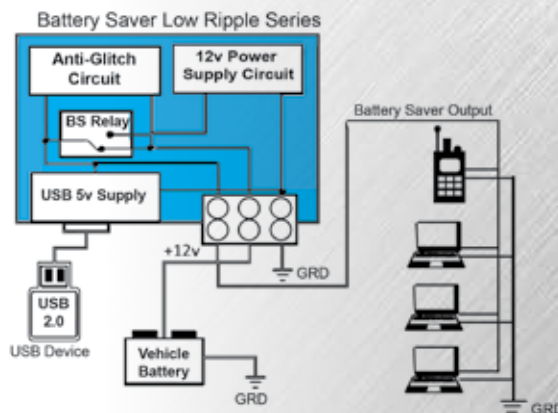 Battery Saver Low Ripple Series
Anti-Glitch
Circuit
12v Power
Supply Circuit
BS Relay
Battery Saver Output
USB 5v Supply
+12v
GRD
USB
2.0
USB Device
Vehicle
Battery
GRD
GRD